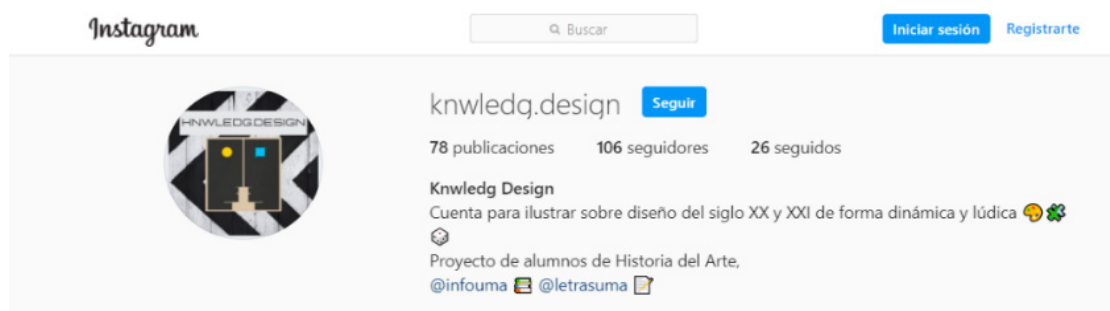 Instagram
Buscar
Iniciar sesión
Registrarte
KNWLEDG.DESIGN
knwledg.design
Seguir
78 publicaciones 106 seguidores 26 seguidos
Knwledg Design
Cuenta para ilustrar sobre diseño del siglo XX y XXI de forma dinámica y lúdica 🎨🧩
🎲
Proyecto de alumnos de Historia del Arte,
@infouma 📚 @letrasuma 📝